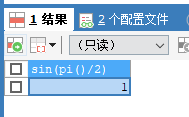 1 结果 2 个配置文件
（只读）
sin(pi()/2)
1